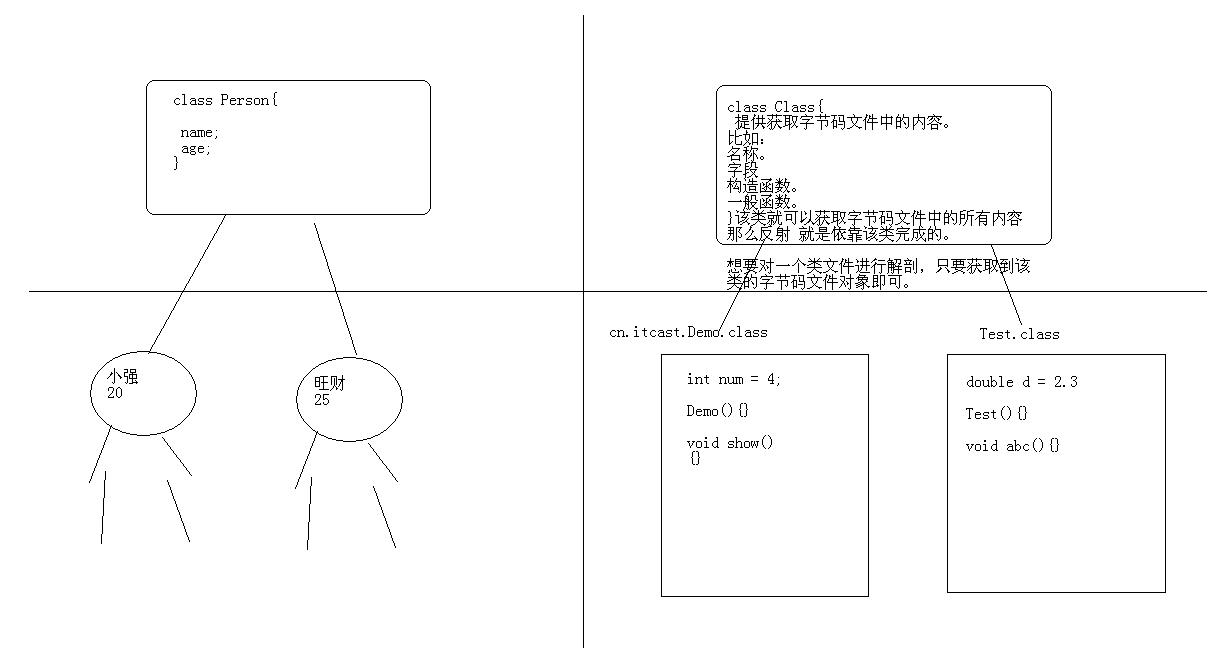 class Person{
name;
age;
}
小强
20
旺财
25
class Class{
提供获取字节码文件中的内容。
比如：
名称。
字段
构造函数。
一般函数。
}该类就可以获取字节码文件中的所有内容
那么反射 就是依靠该类完成的。
想要对一个类文件进行解剖，只要获取到该
类的字节码文件对象即可。
cn.itcast.Demo.class
int num = 4;
Demo(){}
void show()
{}
Test.class
double d = 2.3
Test(){}
void abc(){}